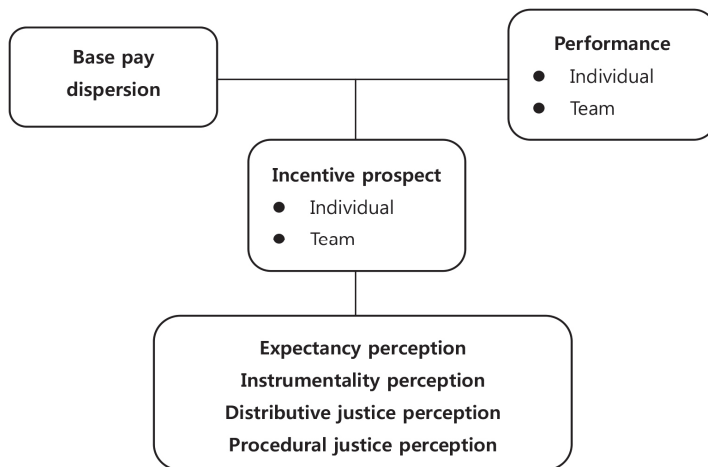 Base pay
dispersion
Performance
● Individual
● Team
Incentive prospect
● Individual
● Team
Expectancy perception
Instrumentality perception
Distributive justice perception
Procedural justice perception